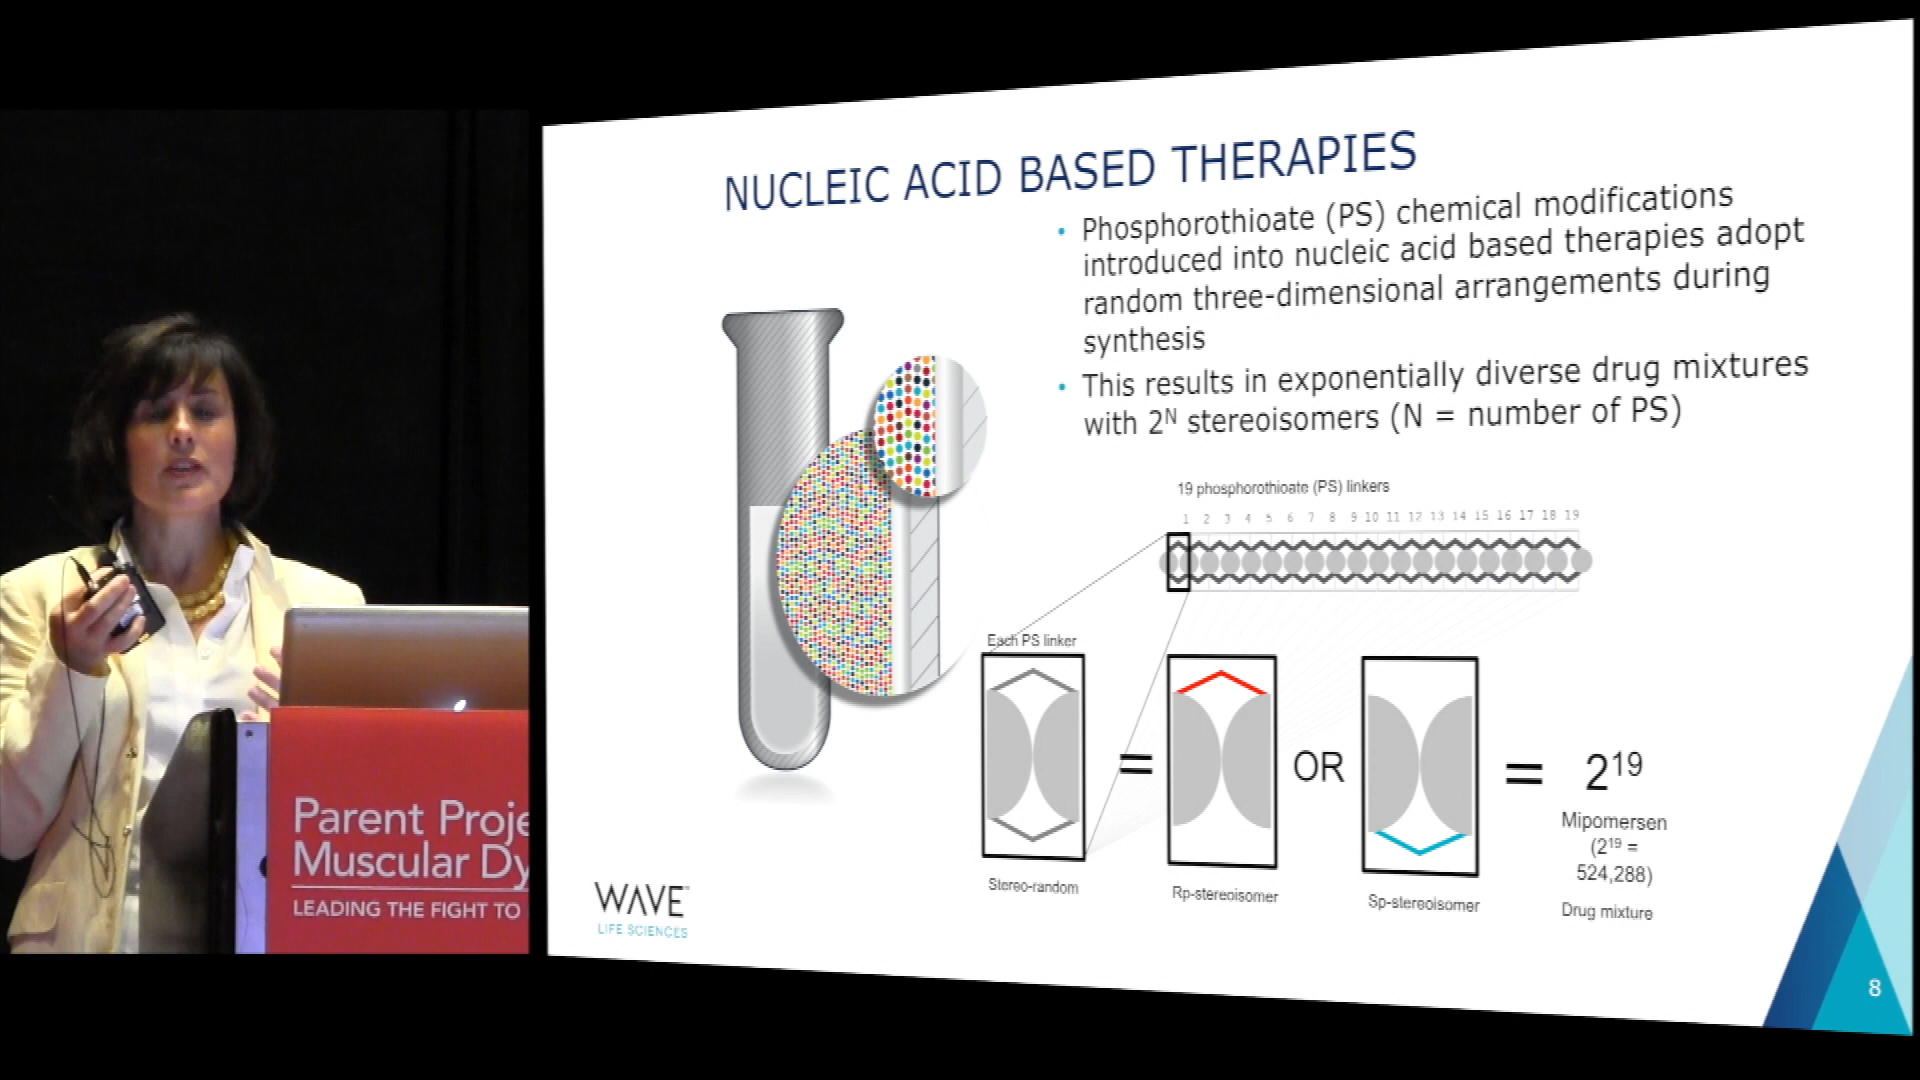 NUCLEIC ACID BASED THERAPIES
• Phosphorothioate (PS) chemical modifications
introduced into nucleic acid based therapies adopt
random three-dimensional arrangements during
synthesis
• This results in exponentially diverse drug mixtures
with 2ᴺ stereoisomers (N = number of PS)
19 phosphorothioate (PS) linkers
1 2 3 4 5 6 7 8 9 10 11 12 13 14 15 16 17 18 19
Each PS linker
= OR = 2¹⁹
Stereo-random
Rp-stereoisomer
Sp-stereoisomer
Mipomersen
(2¹⁹ =
524,288)
Drug mixture
WAVE™
LIFE SCIENCES
8
Parent Proje
Muscular Dy
LEADING THE FIGHT TO